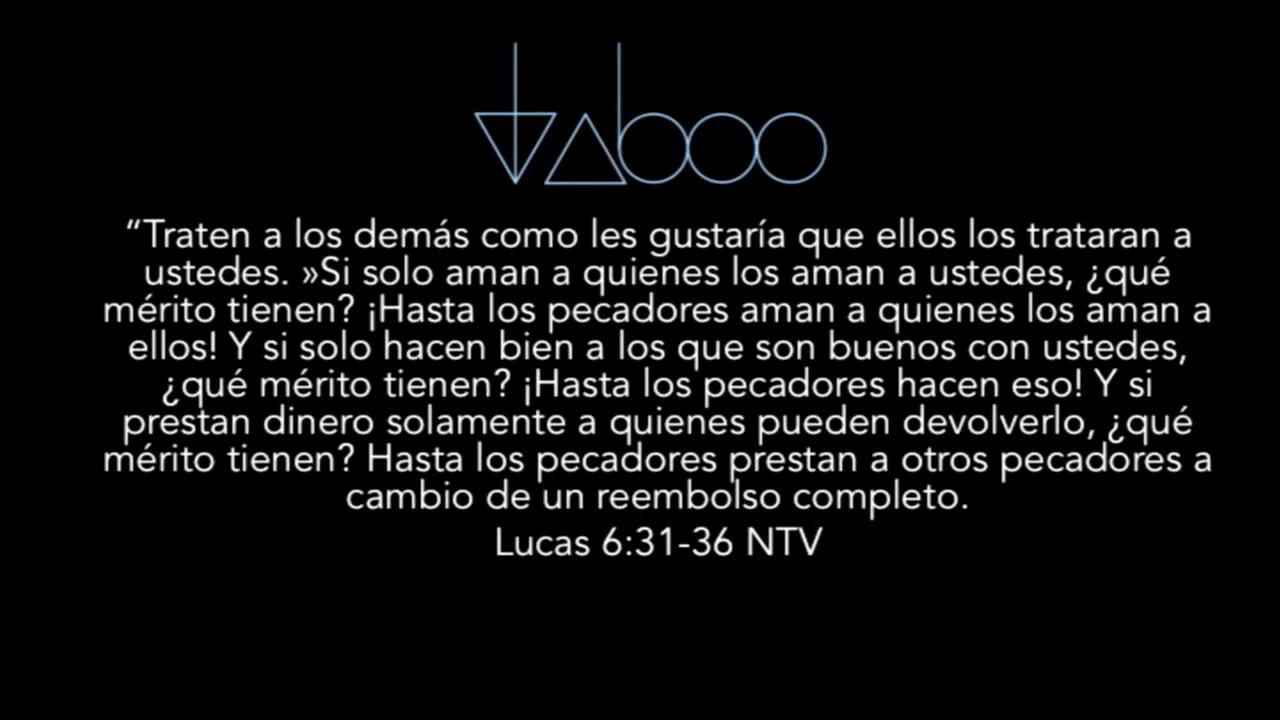 taboo
“Traten a los demás como les gustaría que ellos los trataran a
ustedes. »Si solo aman a quienes los aman a ustedes, ¿qué
mérito tienen? ¡Hasta los pecadores aman a quienes los aman a
ellos! Y si solo hacen bien a los que son buenos con ustedes,
¿qué mérito tienen? ¡Hasta los pecadores hacen eso! Y si
prestan dinero solamente a quienes pueden devolverlo, ¿qué
mérito tienen? Hasta los pecadores prestan a otros pecadores a
cambio de un reembolso completo.
Lucas 6:31-36 NTV